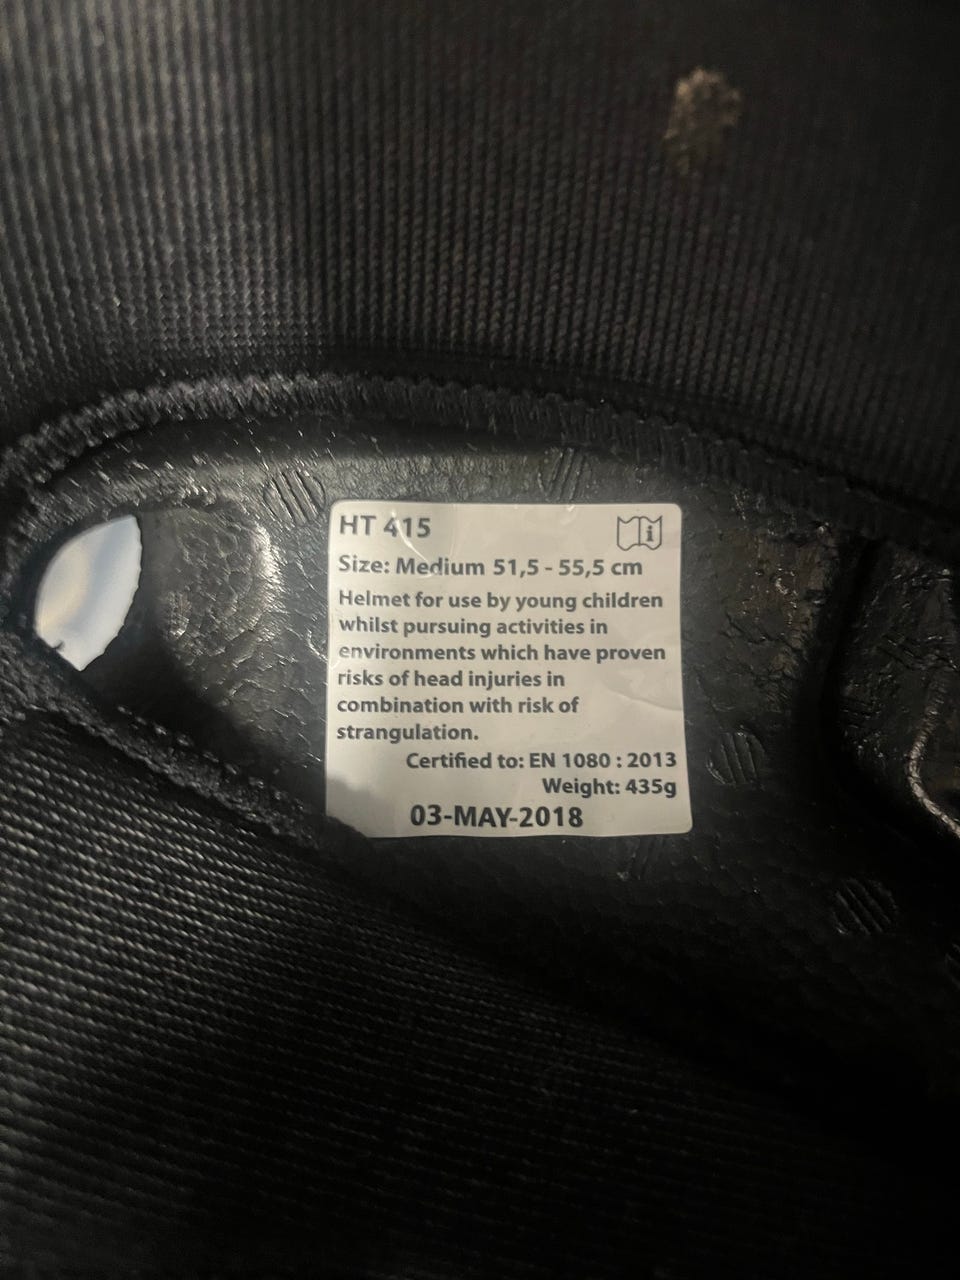 HT 415
i
Size: Medium 51,5 - 55,5 cm
Helmet for use by young children
whilst pursuing activities in
environments which have proven
risks of head injuries in
combination with risk of
strangulation.
Certified to: EN 1080 : 2013
Weight: 435g
03-MAY-2018